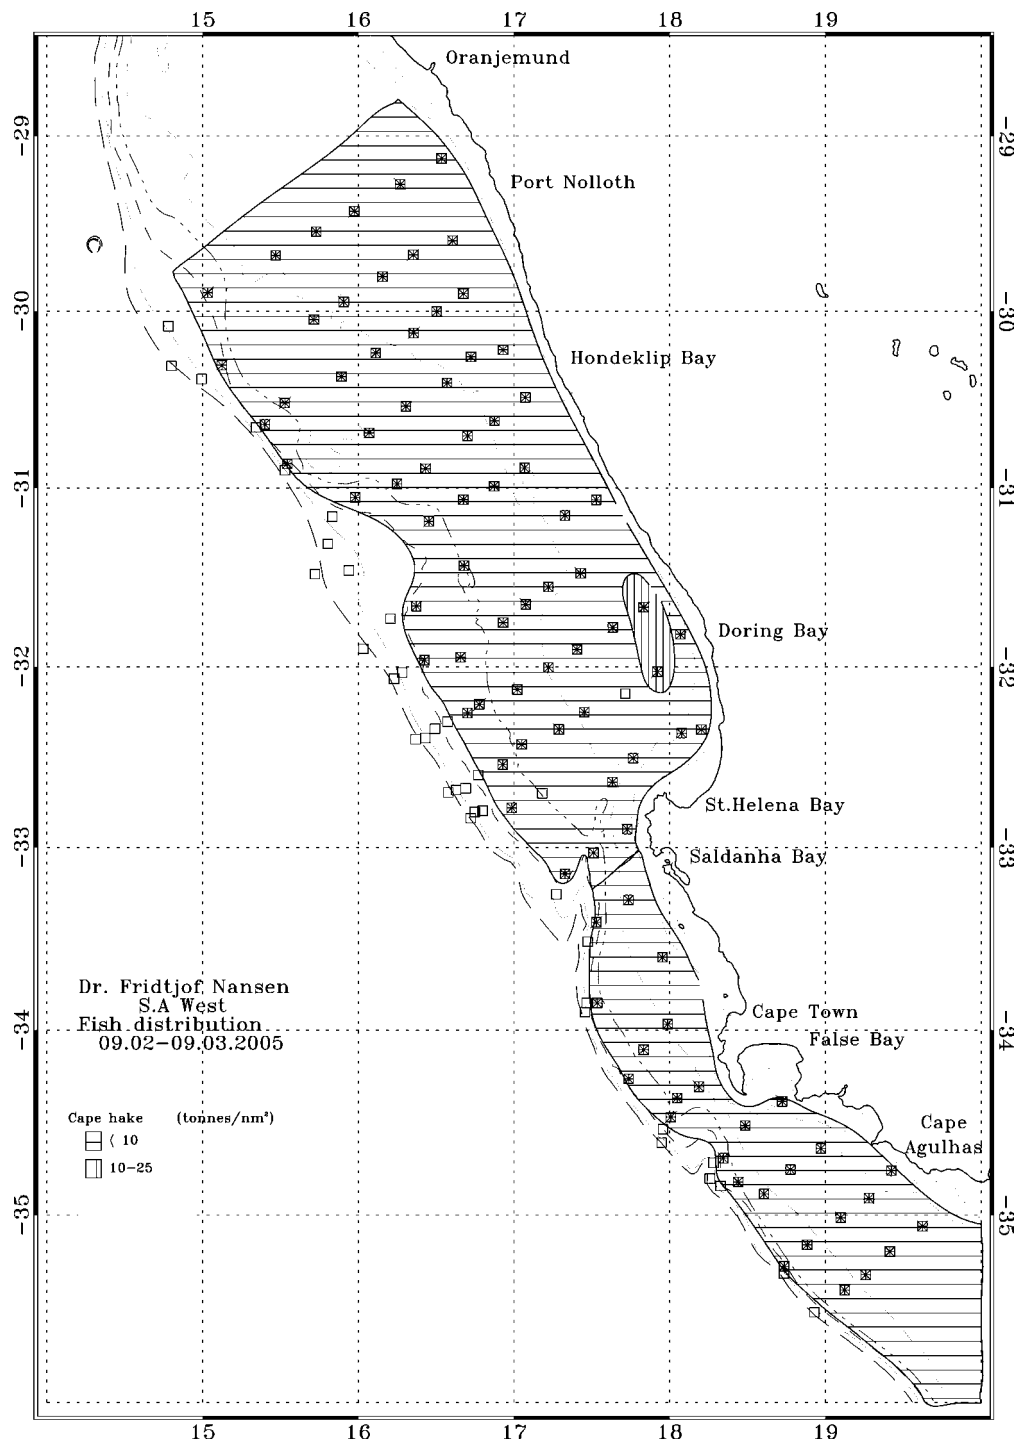 15 16 17 18 19
Oranjemund
-29 -29
Port Nolloth
-30 -30
Hondeklip Bay
-31 -31
Doring Bay
-32 -32
St.Helena Bay
-33 -33
Saldanha Bay
Dr. Fridtjof Nansen
S.A West
Fish distribution
09.02-09.03.2005
Cape Town
-34 -34
False Bay
Cape hake (tonnes/nm²)
< 10
10-25
Cape
Agulhas
-35 -35
15 16 17 18 19